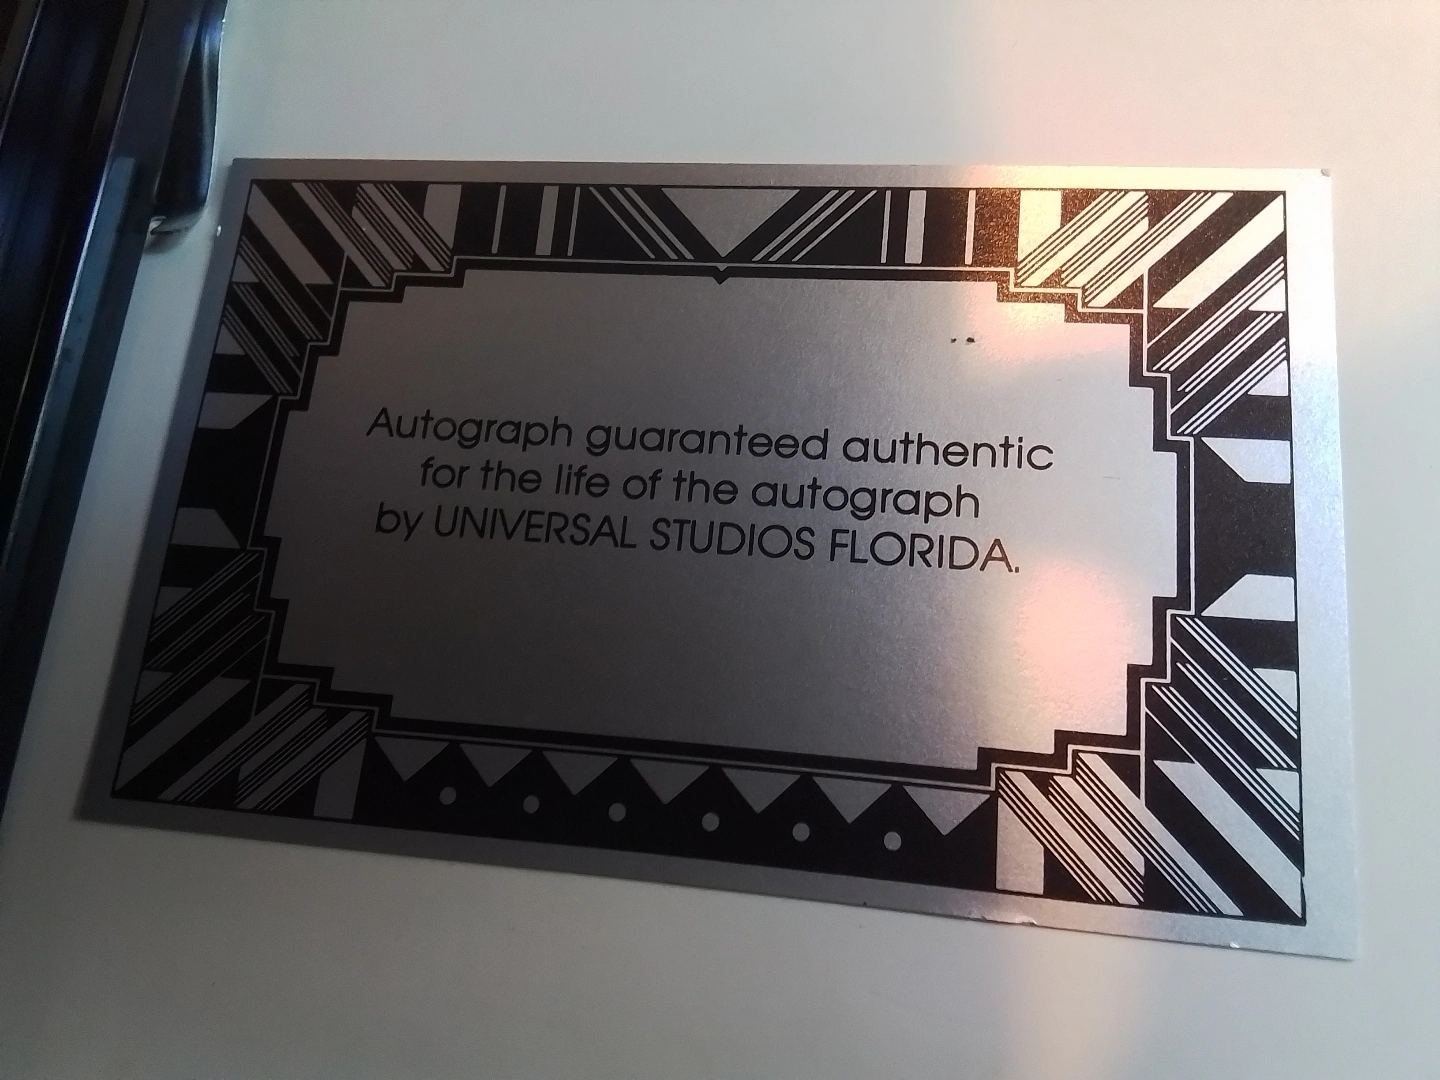 Autograph guaranteed authentic
for the life of the autograph
by UNIVERSAL STUDIOS FLORIDA.